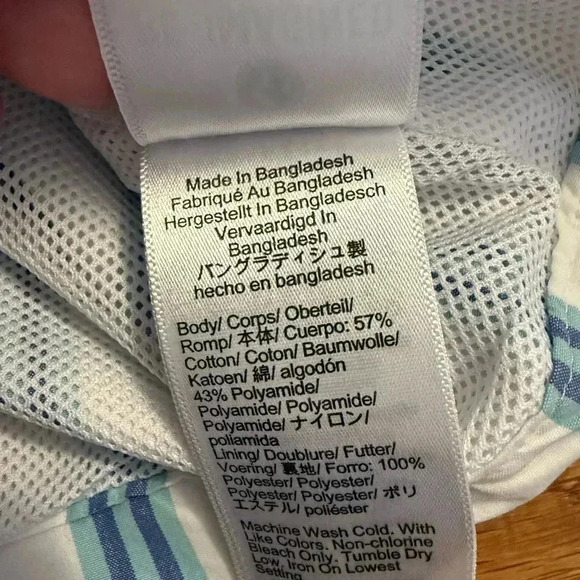 Made In Bangladesh
Fabriqué Au Bangladesh
Hergestellt In Bangladesch
Vervaardigd In
Bangladesh
バングラディシュ製
hecho en bangladesh
Body/ Corps/ Oberteil/
Romp/ 本体/ Cuerpo: 57%
Cotton/ Coton/ Baumwolle/
Katoen/ 綿/ algodón
43% Polyamide/
Polyamide/ Polyamide/
Polyamide/ ナイロン/
poliamida
Lining/ Doublure/ Futter/
Voering/ 裏地/ Forro: 100%
Polyester/ Polyester/
Polyester/ Polyester/ ポリ
エステル/ poliéster
Machine Wash Cold. With
Like Colors. Non-chlorine
Bleach Only. Tumble Dry
Low, Iron On Lowest
Setting